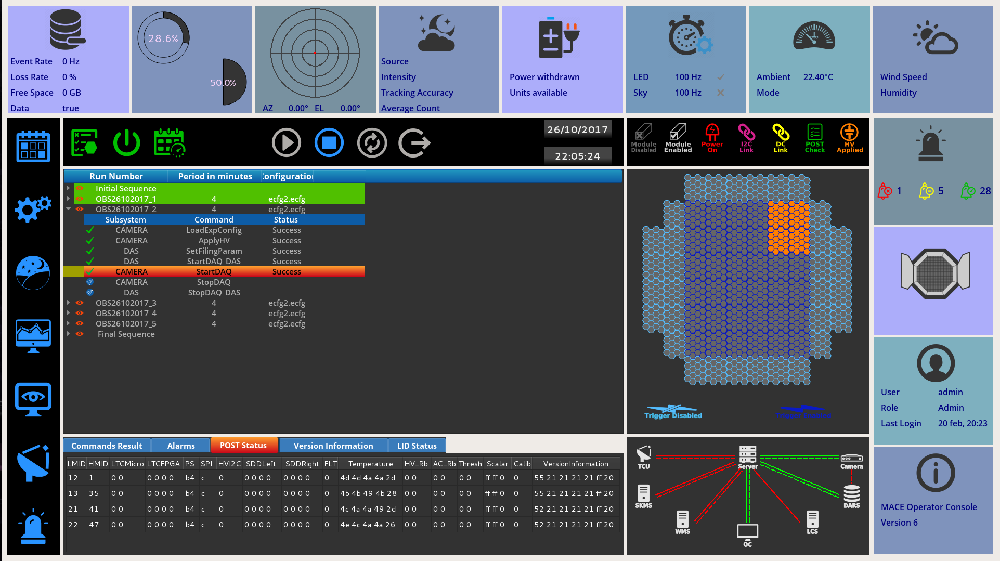 Event Rate 0 Hz
Loss Rate 0 %
Free Space 0 GB
Data true
28.6%
50.0%
AZ 0.00° EL 0.00°
Source
Intensity
Tracking Accuracy
Average Count
Power withdrawn
Units available
LED 100 Hz
Sky 100 Hz
Ambient 22.40°C
Mode
Wind Speed
Humidity
26/10/2017
22:05:24
Module Disabled
Module Enabled
Power On
I2C Link
DC Link
POST Check
HV Applied
1 5 28
Run Number Period in minutes onfiguration
Initial Sequence
OBS26102017_1 4 ecfg2.ecfg
OBS26102017_2 4 ecfg2.ecfg
Subsystem Command Status
CAMERA LoadExpConfig Success
CAMERA ApplyHV Success
DAS SetFilingParam Success
DAS StartDAQ_DAS Success
CAMERA StartDAQ Success
CAMERA StopDAQ
DAS StopDAQ_DAS
OBS26102017_3 4 ecfg2.ecfg
OBS26102017_4 4 ecfg2.ecfg
OBS26102017_5 4 ecfg2.ecfg
Final Sequence
Trigger Disabled
Trigger Enabled
User admin
Role Admin
Last Login 20 feb, 20:23
Commands Result Alarms POST Status Version Information LID Status
LMID HMID LTCMicro LTCFPGA PS SPI HVI2C SDDLeft SDDRight FLT Temperature HV_Rb AC_Rb Thresh Scalar Calib VersionInformation
12 1 0 0 0 0 0 0 b4 c 0 0 0 0 0 0 0 0 0 0 4d 4d 4a 4a 2d 0 0 0 0 0 0 ff ff 0 0 55 21 21 21 21 ff 20
13 35 0 0 0 0 0 0 b4 c 0 0 0 0 0 0 0 0 0 0 4b 4b 49 4b 28 0 0 0 0 0 0 ff ff 0 0 55 21 21 21 21 ff 20
21 41 0 0 0 0 0 0 b4 c 0 0 0 0 0 0 0 0 0 0 4c 4a 4a 49 2d 0 0 0 0 0 0 ff ff 0 0 52 21 21 21 21 ff 20
22 47 0 0 0 0 0 0 b4 c 0 0 0 0 0 0 0 0 0 0 4e 4c 4a 4a 26 0 0 0 0 0 0 ff ff 0 0 52 21 21 21 21 ff 20
TCU
Server
Camera
SKMS
DARS
WMS
LCS
OC
MACE Operator Console
Version 6